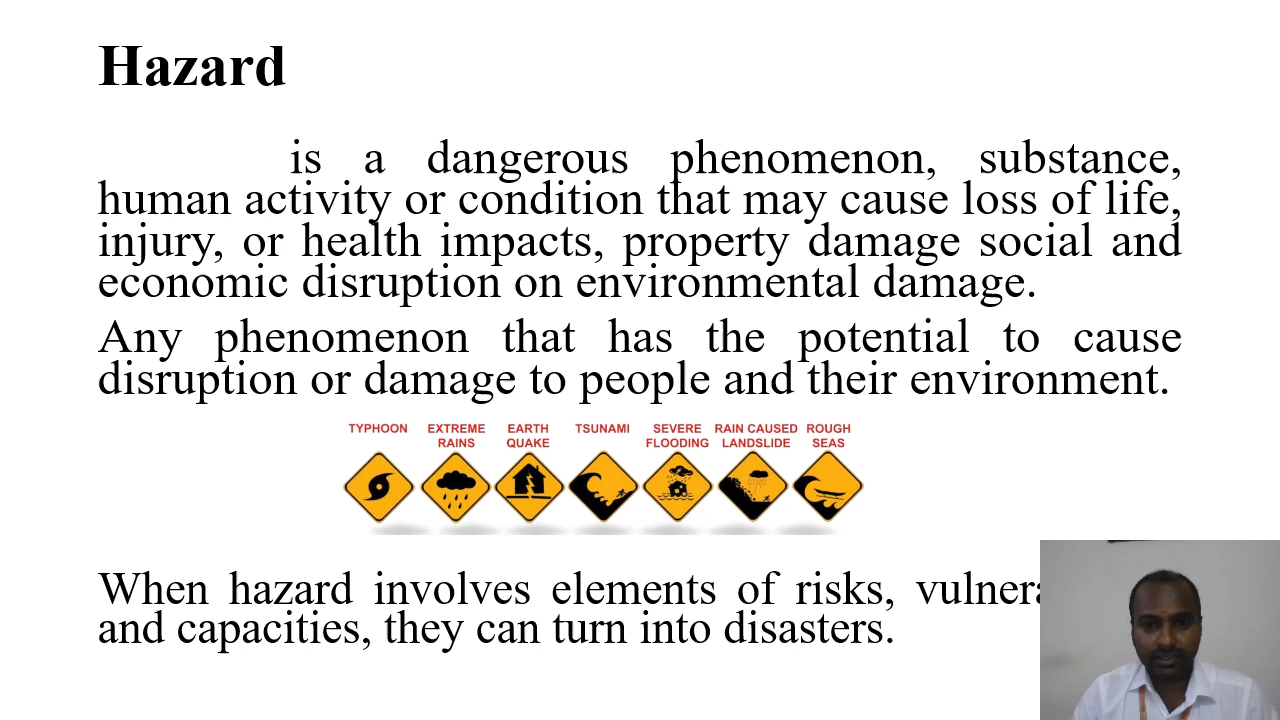 Hazard
is a dangerous phenomenon, substance,
human activity or condition that may cause loss of life,
injury, or health impacts, property damage social and
economic disruption on environmental damage.
Any phenomenon that has the potential to cause
disruption or damage to people and their environment.
TYPHOON EXTREME RAINS EARTH QUAKE TSUNAMI SEVERE FLOODING RAIN CAUSED LANDSLIDE ROUGH SEAS
When hazard involves elements of risks,
and capacities, they can turn into disasters.